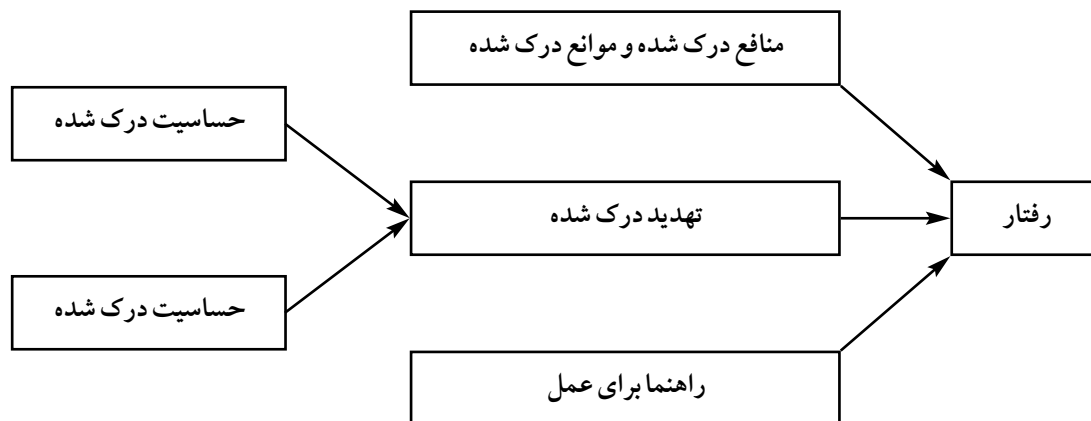 منافع درک شده و موانع درک شده
حساسیت درک شده
تهدید درک شده
رفتار
حساسیت درک شده
راهنما برای عمل